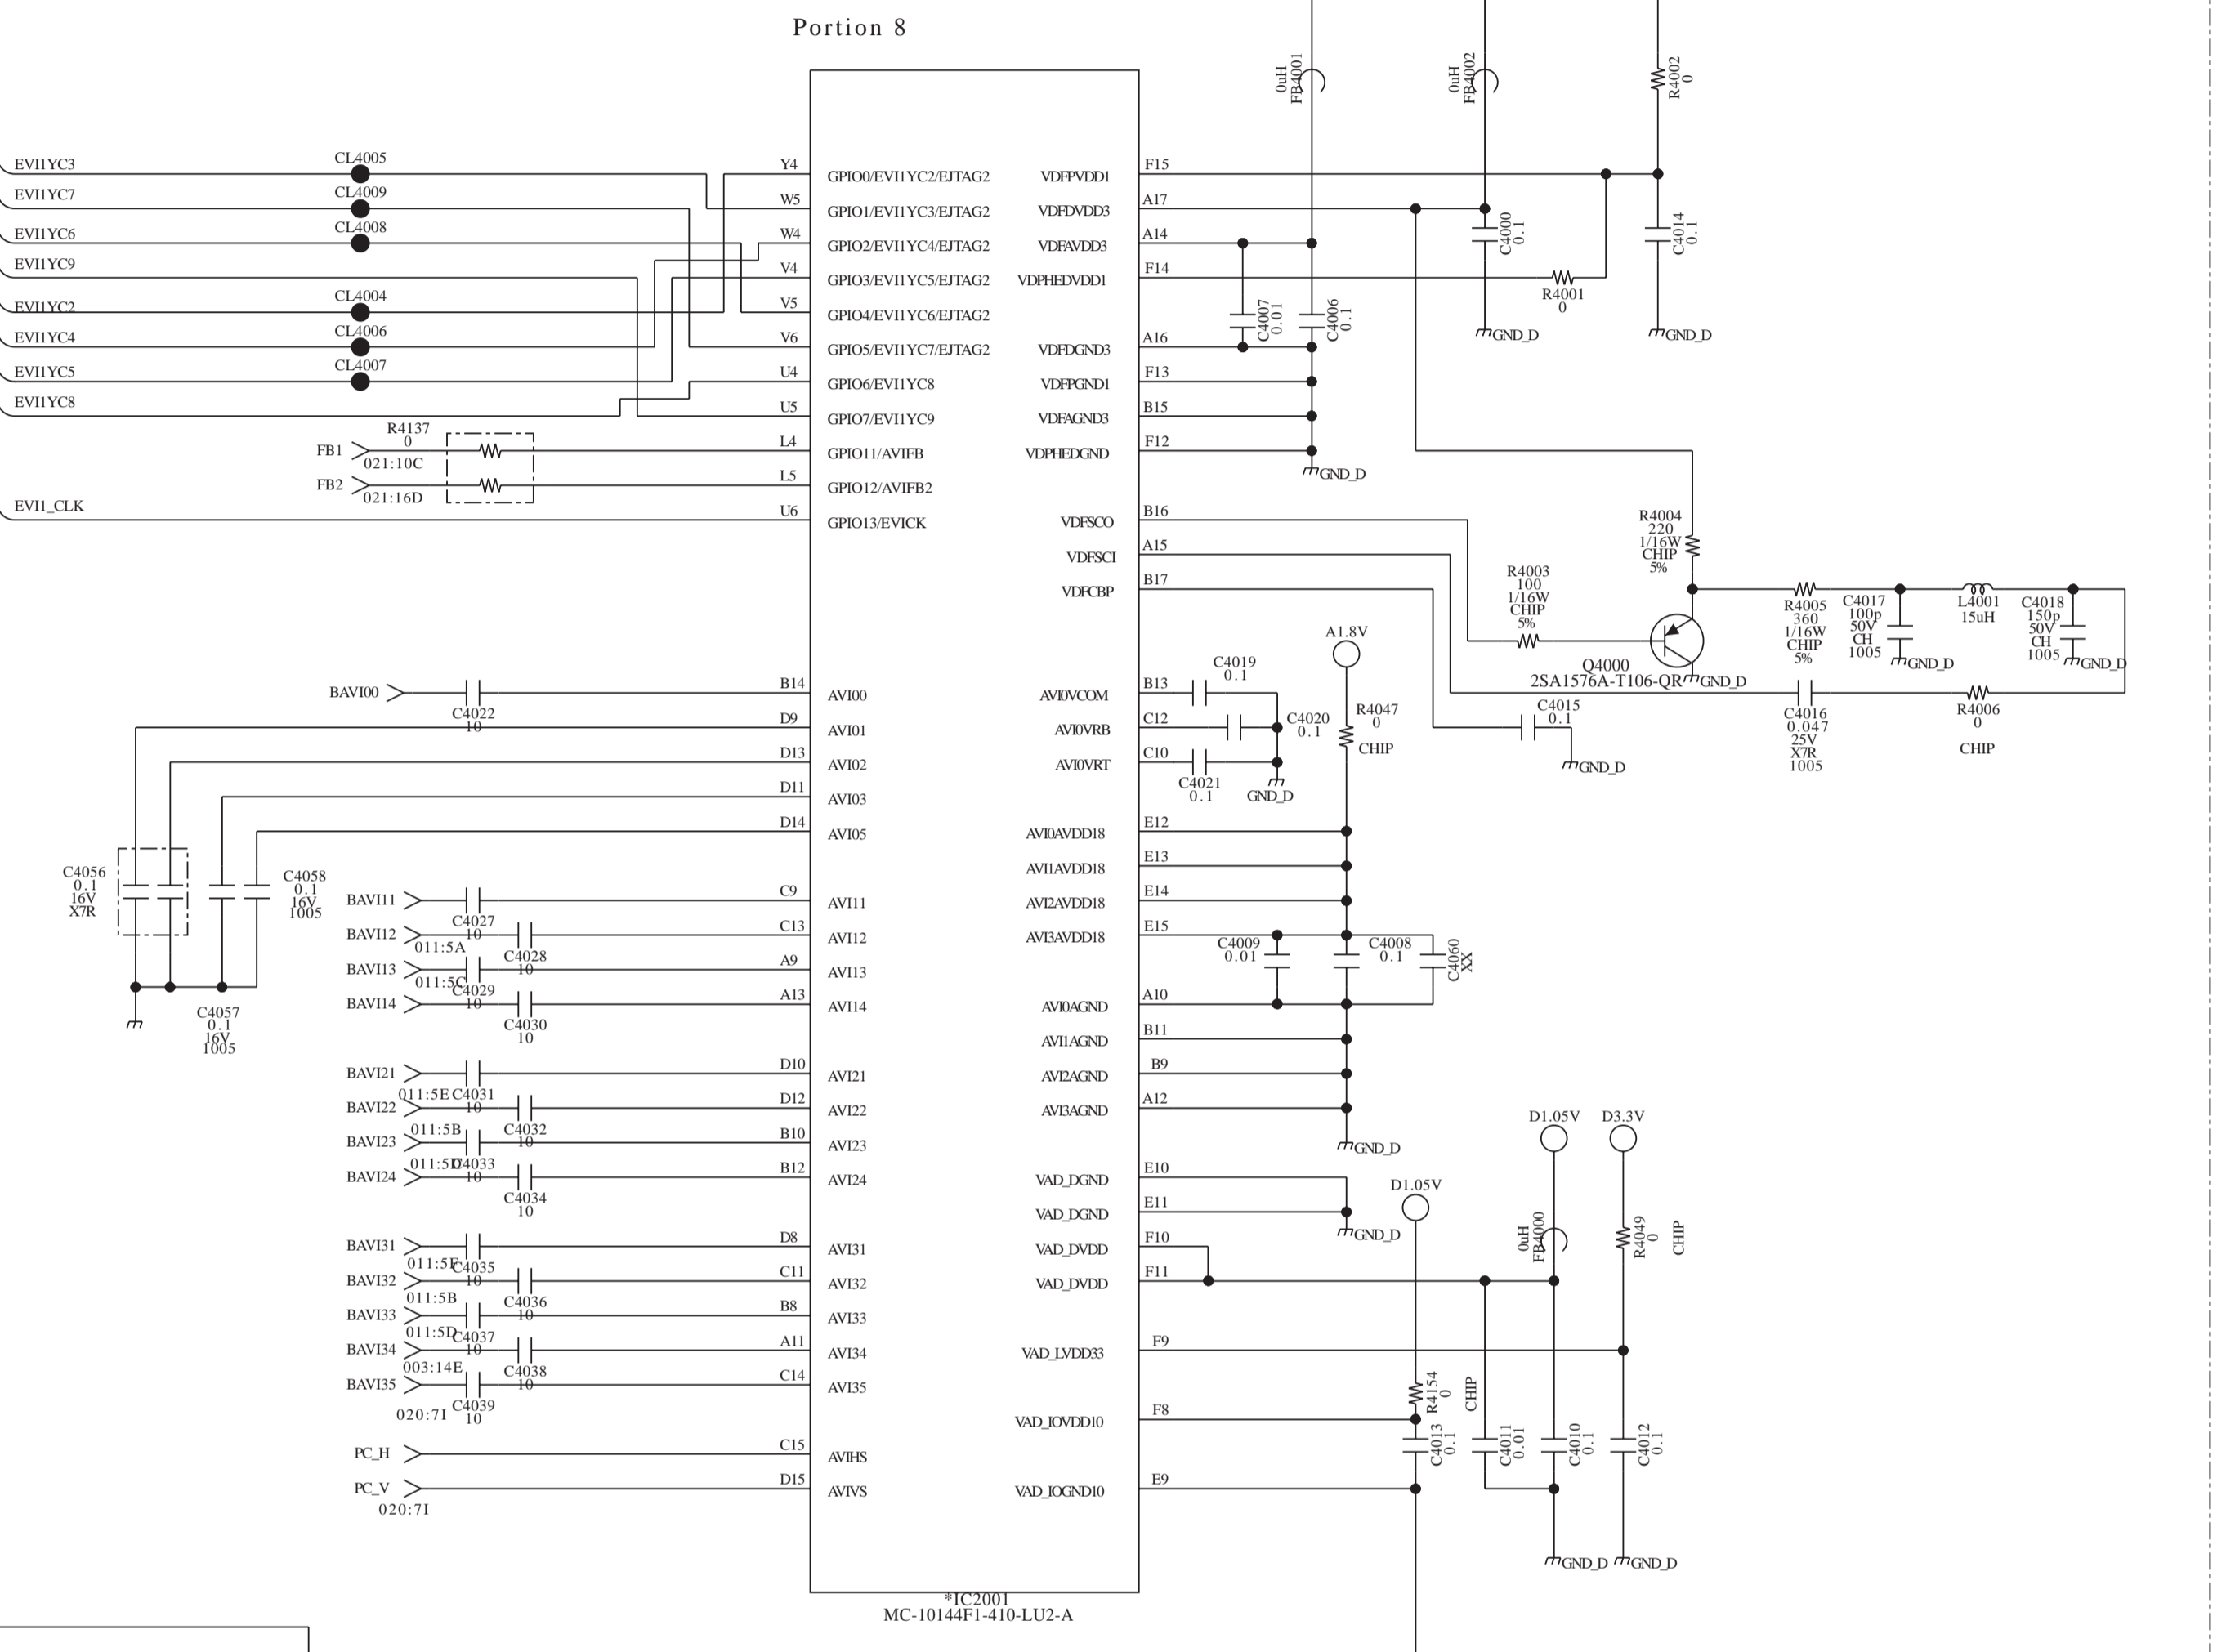 Portion 8
EVI1YC3
EVI1YC7
EVI1YC6
EVI1YC9
EVI1YC2
EVI1YC4
EVI1YC5
EVI1YC8
EVI1_CLK
CL4005
CL4009
CL4008
CL4004
CL4006
CL4007
R4137
0
FB1
021:10C
FB2
021:16D
Y4
W5
W4
V4
V5
V6
U4
U5
L4
L5
U6
GPIO0/EVI1YC2/EJTAG2
GPIO1/EVI1YC3/EJTAG2
GPIO2/EVI1YC4/EJTAG2
GPIO3/EVI1YC5/EJTAG2
GPIO4/EVI1YC6/EJTAG2
GPIO5/EVI1YC7/EJTAG2
GPIO6/EVI1YC8
GPIO7/EVI1YC9
GPIO11/AVIFB
GPIO12/AVIFB2
GPIO13/EVICK
VDFPVDD1
VDFDVDD3
VDFAVDD3
VDPHEDVDD1
VDFDGND3
VDFPGND1
VDFAGND3
VDPHEDGND
VDFSCO
VDFSCI
VDFCBP
F15
A17
A14
F14
A16
F13
B15
F12
B16
A15
B17
0uH
FB4001
0uH
FB4002
R4002
0
C4007
0.01
C4006
0.1
C4000
0.1
C4014
0.1
R4001
0
GND_D
GND_D
GND_D
R4004
220
1/16W
CHIP
5%
R4003
100
1/16W
CHIP
5%
Q4000
2SA1576A-T106-QR
GND_D
R4005
360
1/16W
CHIP
5%
C4017
100p
50V
CH
1005
GND_D
L4001
15uH
C4018
150p
50V
CH
1005
GND_D
C4016
0.047
25V
X7R
1005
R4006
0
CHIP
C4015
0.1
GND_D
A1.8V
R4047
0
CHIP
C4019
0.1
C4020
0.1
C4021
0.1
GND_D
BAVI00
C4022
10
B14
D9
D13
D11
D14
AVI00
AVI01
AVI02
AVI03
AVI05
AVI0VCOM
AVI0VRB
AVI0VRT
B13
C12
C10
C4056
0.1
16V
X7R
C4058
0.1
16V
1005
C4057
0.1
16V
1005
BAVI11
C4027
10
BAVI12
011:5A
C4028
10
BAVI13
011:5C
C4029
10
BAVI14
C4030
10
C9
C13
A9
A13
AVI11
AVI12
AVI13
AVI14
AVI0AVDD18
AVI1AVDD18
AVI2AVDD18
AVI3AVDD18
AVI0AGND
AVI1AGND
AVI2AGND
AVI3AGND
E12
E13
E14
E15
A10
B11
B9
A12
C4009
0.01
C4008
0.1
C4060
XX
GND_D
BAVI21
011:5E
C4031
10
BAVI22
011:5B
C4032
10
BAVI23
011:5D
C4033
10
BAVI24
C4034
10
D10
D12
B10
B12
AVI21
AVI22
AVI23
AVI24
VAD_DGND
VAD_DGND
VAD_DVDD
VAD_DVDD
E10
E11
F10
F11
GND_D
BAVI31
011:5F
C4035
10
BAVI32
011:5B
C4036
10
BAVI33
011:5D
C4037
10
BAVI34
003:14E
C4038
10
BAVI35
020:7I
C4039
10
D8
C11
B8
A11
C14
AVI31
AVI32
AVI33
AVI34
AVI35
PC_H
PC_V
020:7I
C15
D15
AVIHS
AVIVS
VAD_LVDD33
VAD_IOVDD10
VAD_IOGND10
F9
F8
E9
D1.05V
D1.05V
D3.3V
0uH
FB4000
R4049
0
CHIP
R4154
0
CHIP
C4013
0.1
C4011
0.01
C4010
0.1
C4012
0.1
GND_D
GND_D
*IC2001
MC-10144F1-410-LU2-A